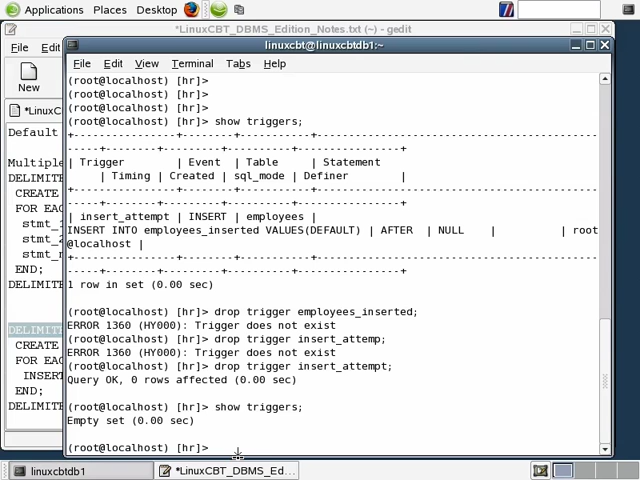 Applications Places Desktop
*LinuxCBT_DBMS_Edition_Notes.txt (~) - gedit
linuxcbt@linuxcbtdb1:~
File Edit
File Edit View Terminal Tabs Help
New
*LinuxC
Default
Multiple
DELIMITE
CREATE
FOR EAC
stmt_1
stmt_2
stmt_n
END;
DELIMITE
DELIMITE
CREATE
FOR EAC
INSER
END;
DELIMITE
(root@localhost) [hr]>
(root@localhost) [hr]>
(root@localhost) [hr]>
(root@localhost) [hr]> show triggers;
+----------------+--------+-----------+-------------------------------------
-----+--------+---------+----------+----------------+
| Trigger | Event | Table | Statement
| Timing | Created | sql_mode | Definer |
+----------------+--------+-----------+-------------------------------------
-----+--------+---------+----------+----------------+
| insert_attempt | INSERT | employees |
INSERT INTO employees_inserted VALUES(DEFAULT) | AFTER | NULL | | root
@localhost |
+----------------+--------+-----------+-------------------------------------
-----+--------+---------+----------+----------------+
1 row in set (0.00 sec)
(root@localhost) [hr]> drop trigger employees_inserted;
ERROR 1360 (HY000): Trigger does not exist
(root@localhost) [hr]> drop trigger insert_attemp;
ERROR 1360 (HY000): Trigger does not exist
(root@localhost) [hr]> drop trigger insert_attempt;
Query OK, 0 rows affected (0.00 sec)
(root@localhost) [hr]> show triggers;
Empty set (0.00 sec)
(root@localhost) [hr]>
linuxcbtdb1
*LinuxCBT_DBMS_Ed...